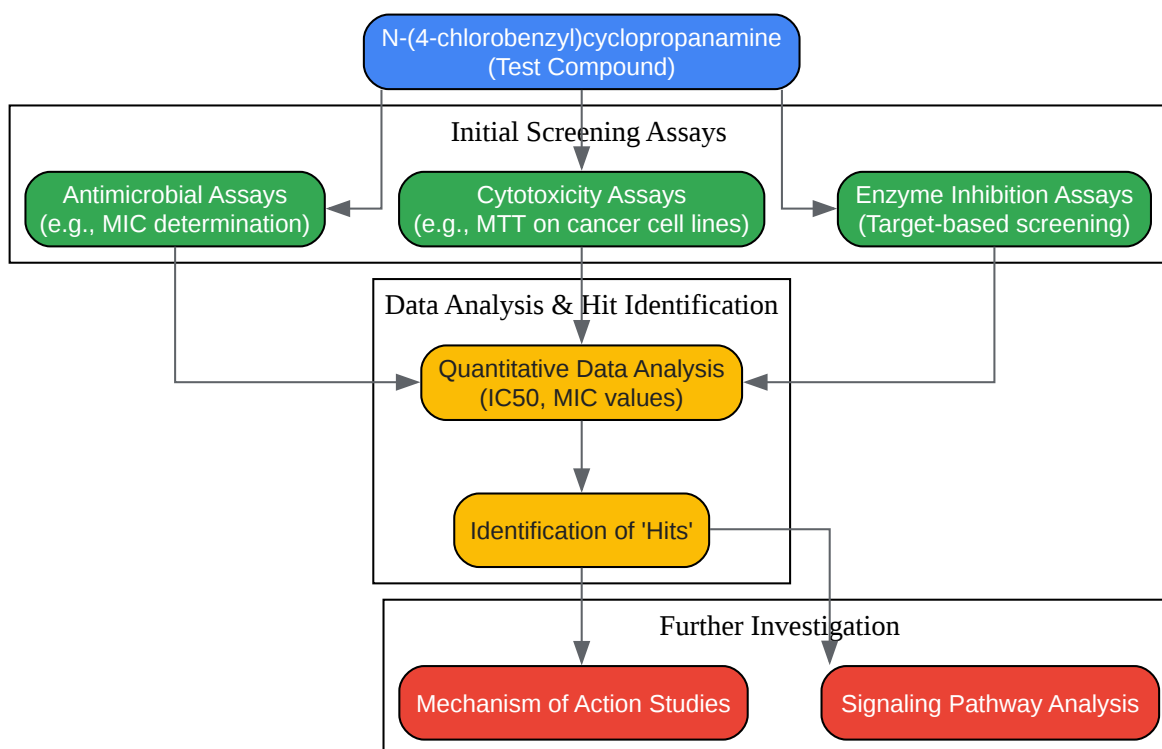 N-(4-chlorobenzyl)cyclopropanamine
(Test Compound)
Initial Screening Assays
Antimicrobial Assays
(e.g., MIC determination)
Cytotoxicity Assays
(e.g., MTT on cancer cell lines)
Enzyme Inhibition Assays
(Target-based screening)
Data Analysis & Hit Identification
Quantitative Data Analysis
(IC50, MIC values)
Identification of 'Hits'
Further Investigation
Mechanism of Action Studies
Signaling Pathway Analysis